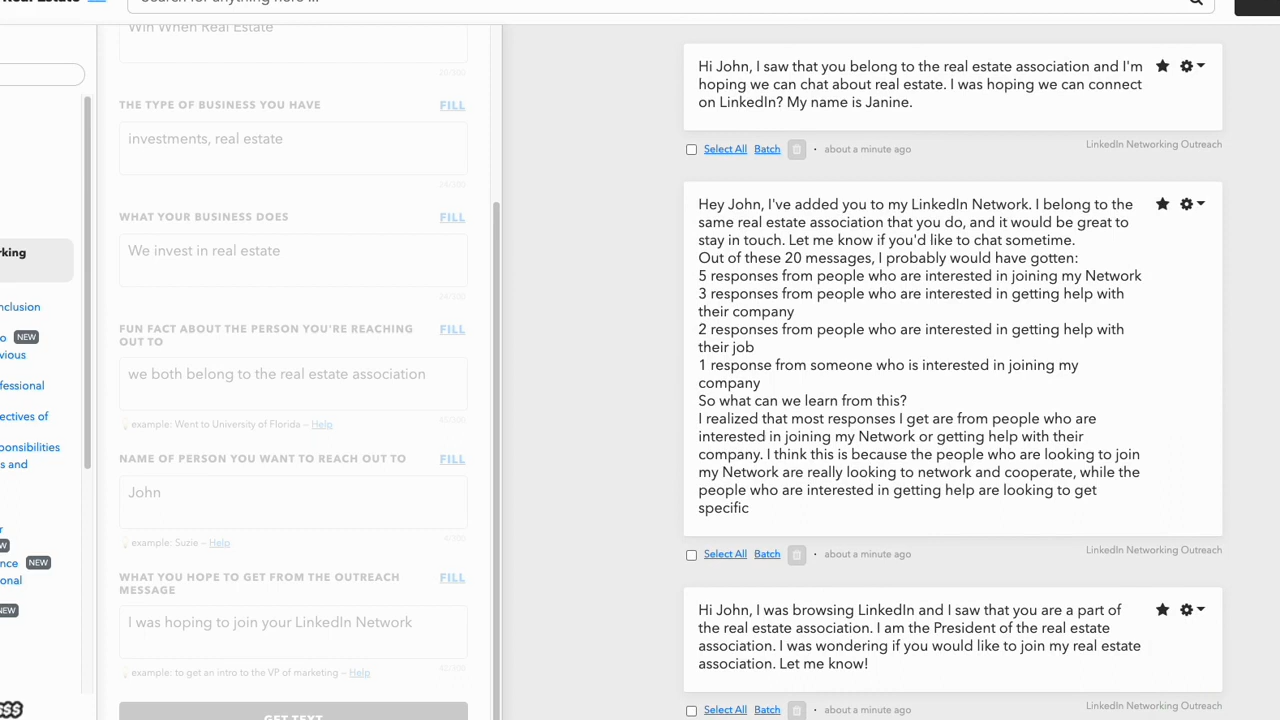 Real Estate
Search for anything here ...
Win When Real Estate
THE TYPE OF BUSINESS YOU HAVE
FILL
investments, real estate
WHAT YOUR BUSINESS DOES
FILL
We invest in real estate
FUN FACT ABOUT THE PERSON YOU'RE REACHING
OUT TO
FILL
we both belong to the real estate association
example: Went to University of Florida – Help
NAME OF PERSON YOU WANT TO REACH OUT TO
FILL
John
example: Suzie – Help
WHAT YOU HOPE TO GET FROM THE OUTREACH
MESSAGE
FILL
I was hoping to join your LinkedIn Network
example: to get an intro to the VP of marketing – Help
GET TEXT
rking
nclusion
o NEW
vious
fessional
ectives of
ponsibilities
s and
r
ence NEW
ional
NEW
$$$
Hi John, I saw that you belong to the real estate association and I'm
hoping we can chat about real estate. I was hoping we can connect
on LinkedIn? My name is Janine.
Select All Batch · about a minute ago
LinkedIn Networking Outreach
Hey John, I've added you to my LinkedIn Network. I belong to the
same real estate association that you do, and it would be great to
stay in touch. Let me know if you'd like to chat sometime.
Out of these 20 messages, I probably would have gotten:
5 responses from people who are interested in joining my Network
3 responses from people who are interested in getting help with
their company
2 responses from people who are interested in getting help with
their job
1 response from someone who is interested in joining my
company
So what can we learn from this?
I realized that most responses I get are from people who are
interested in joining my Network or getting help with their
company. I think this is because the people who are looking to join
my Network are really looking to network and cooperate, while the
people who are interested in getting help are looking to get
specific
Select All Batch · about a minute ago
LinkedIn Networking Outreach
Hi John, I was browsing LinkedIn and I saw that you are a part of
the real estate association. I am the President of the real estate
association. I was wondering if you would like to join my real estate
association. Let me know!
Select All Batch · about a minute ago
LinkedIn Networking Outreach